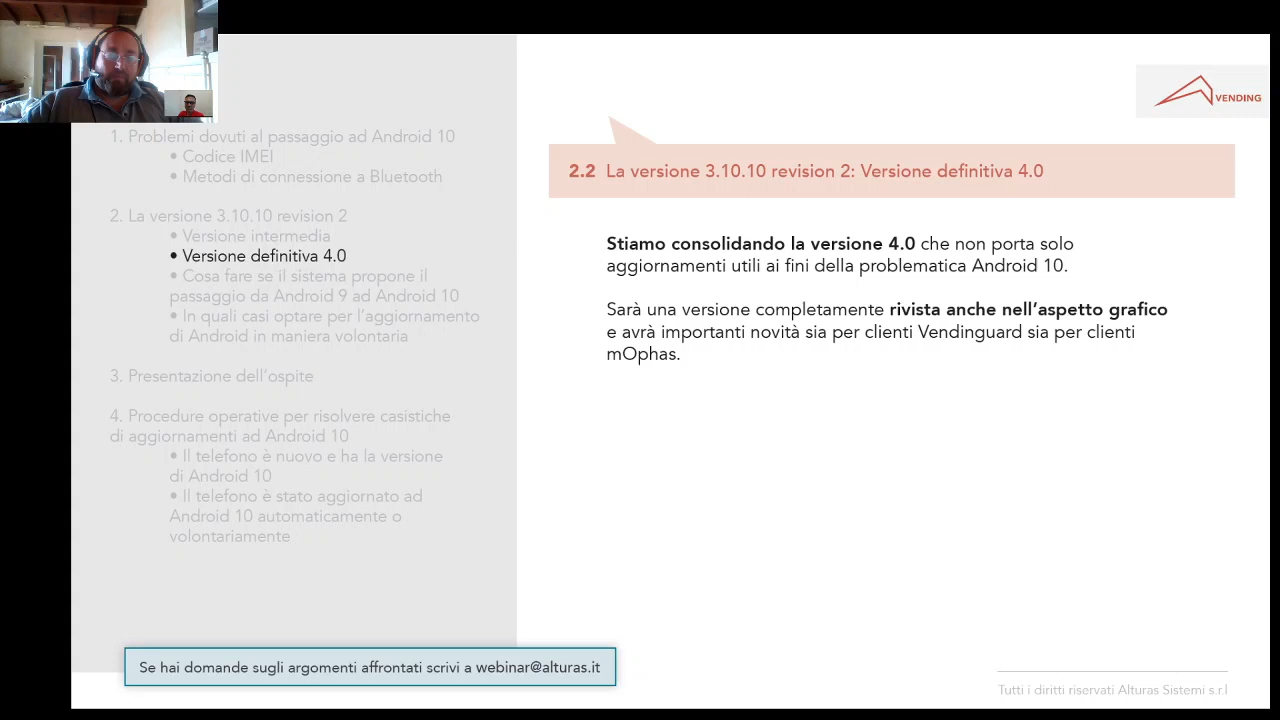 1. Problemi dovuti al passaggio ad Android 10
• Codice IMEI
• Metodi di connessione a Bluetooth
2. La versione 3.10.10 revision 2
• Versione intermedia
• Versione definitiva 4.0
• Cosa fare se il sistema propone il
passaggio da Android 9 ad Android 10
• In quali casi optare per l'aggiornamento
di Android in maniera volontaria
3. Presentazione dell'ospite
4. Procedure operative per risolvere casistiche
di aggiornamenti ad Android 10
• Il telefono è nuovo e ha la versione
di Android 10
• Il telefono è stato aggiornato ad
Android 10 automaticamente o
volontariamente
VENDING
2.2 La versione 3.10.10 revision 2: Versione definitiva 4.0
Stiamo consolidando la versione 4.0 che non porta solo
aggiornamenti utili ai fini della problematica Android 10.
Sarà una versione completamente rivista anche nell'aspetto grafico
e avrà importanti novità sia per clienti Vendinguard sia per clienti
mOphas.
Se hai domande sugli argomenti affrontati scrivi a webinar@alturas.it
Tutti i diritti riservati Alturas Sistemi s.r.l